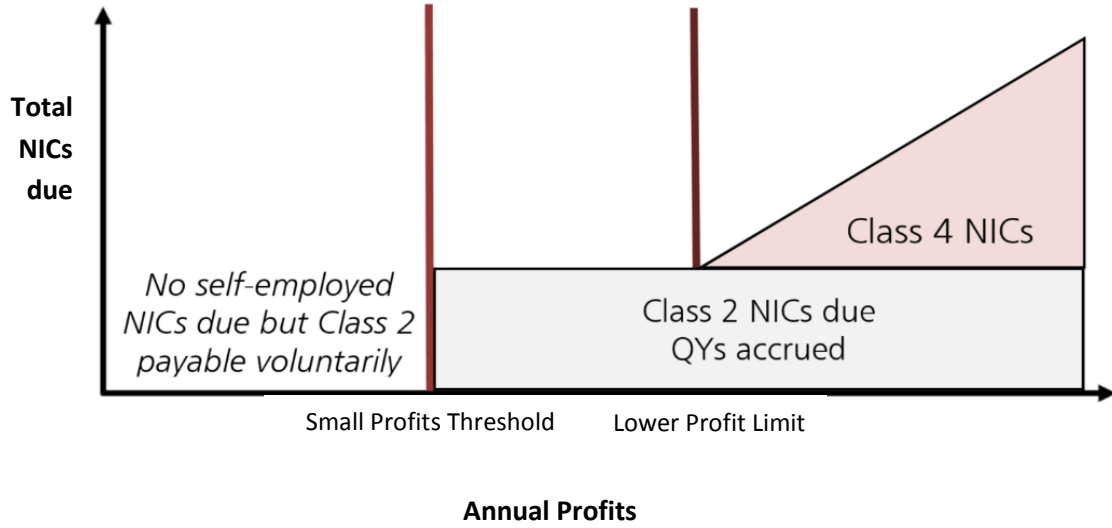 Total
NICs
due
No self-employed
NICs due but Class 2
payable voluntarily
Class 2 NICs due
QYs accrued
Class 4 NICs
Small Profits Threshold
Lower Profit Limit
Annual Profits